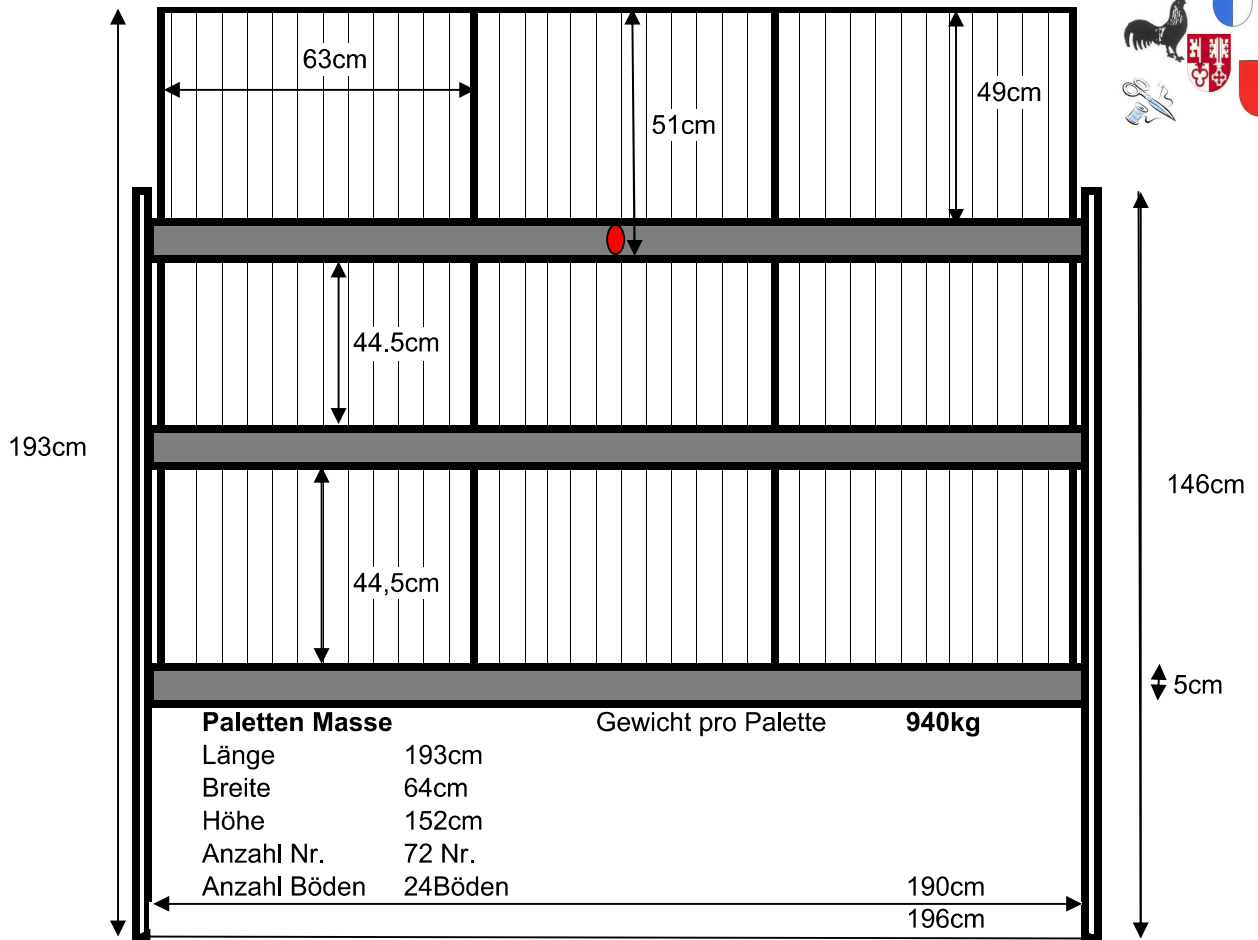 63cm
49cm
51cm
44.5cm
193cm
146cm
44,5cm
5cm
Paletten Masse Gewicht pro Palette 940kg
Länge 193cm
Breite 64cm
Höhe 152cm
Anzahl Nr. 72 Nr.
Anzahl Böden 24Böden 190cm
196cm